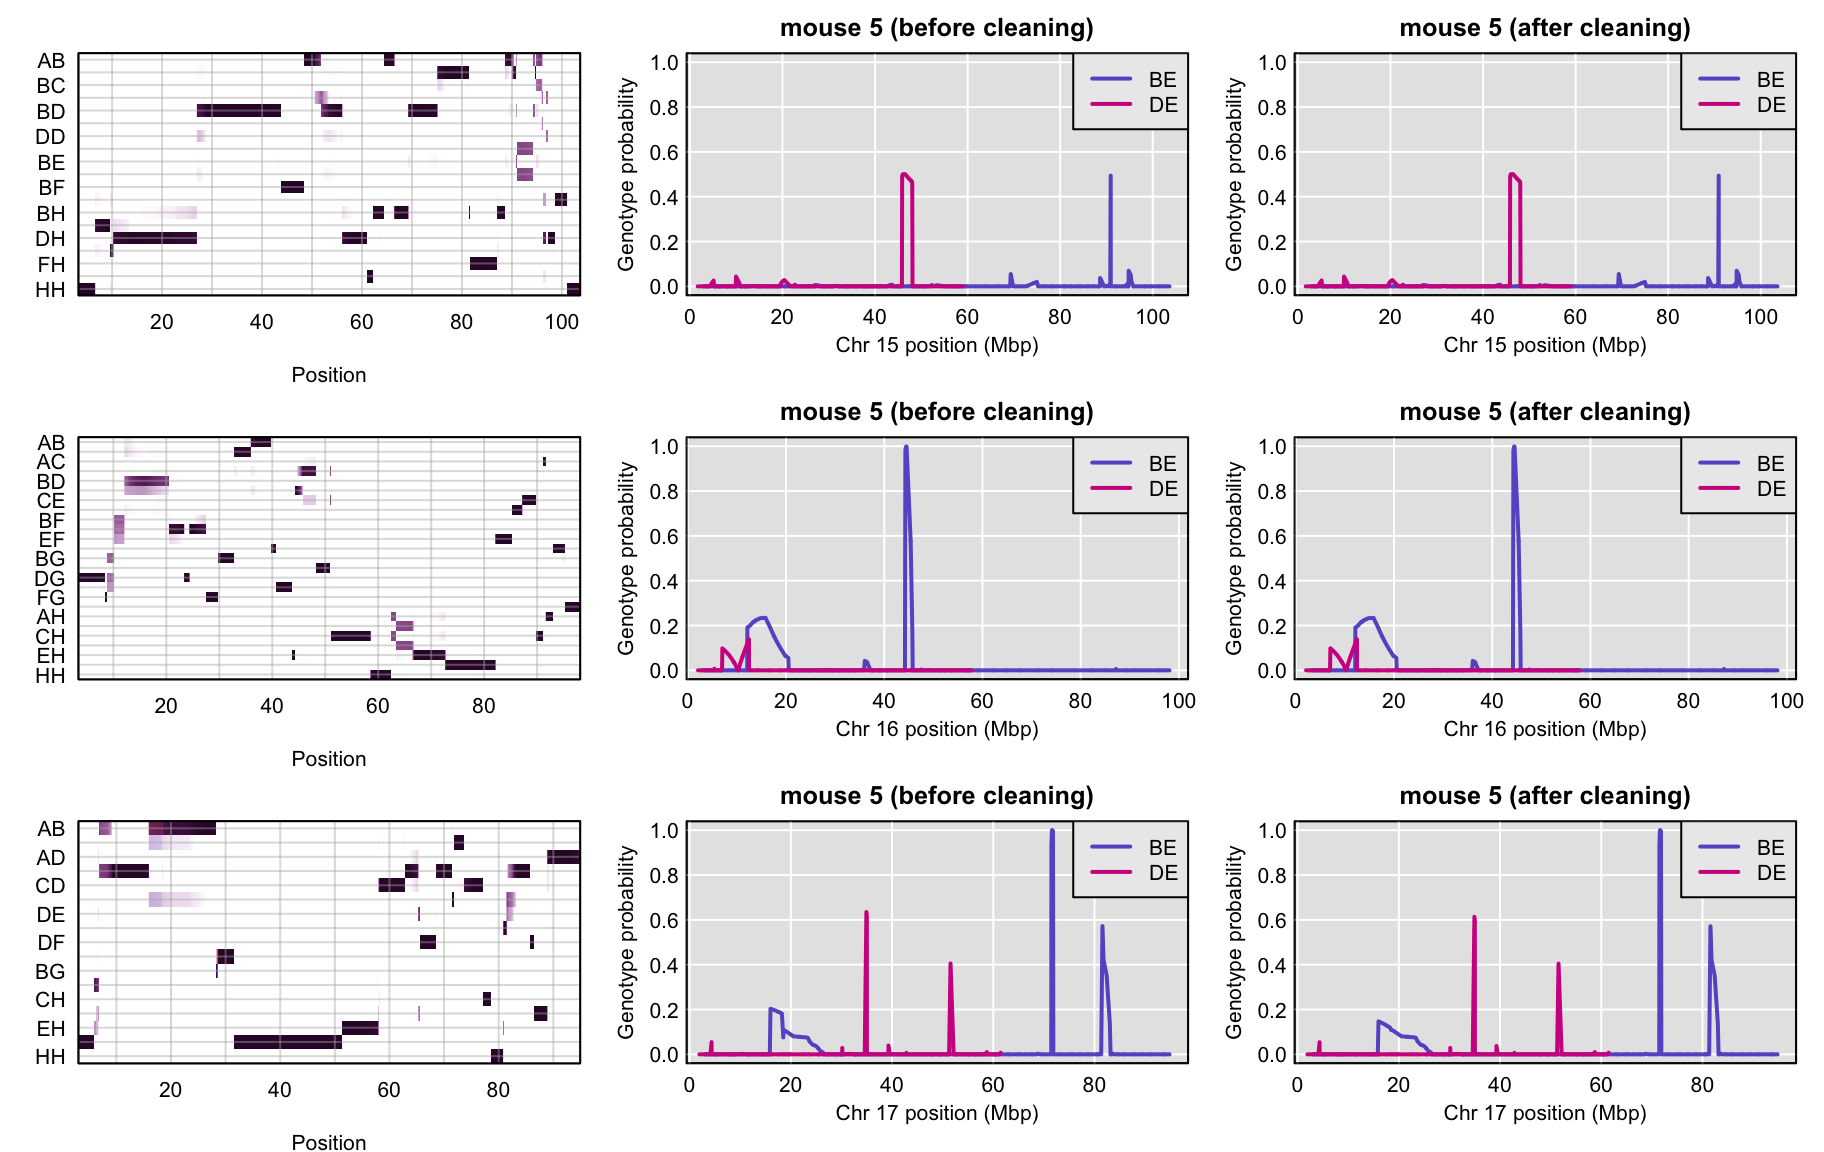 mouse 5 (before cleaning)
mouse 5 (after cleaning)
AB
BC
BD
DD
BE
BF
BH
DH
FH
HH
20 40 60 80 100
Position
Genotype probability
1.0
0.8
0.6
0.4
0.2
0.0
BE
DE
0 20 40 60 80 100
Chr 15 position (Mbp)
Genotype probability
1.0
0.8
0.6
0.4
0.2
0.0
BE
DE
0 20 40 60 80 100
Chr 15 position (Mbp)
mouse 5 (before cleaning)
mouse 5 (after cleaning)
AB
AC
BD
CE
BF
EF
BG
DG
FG
AH
CH
EH
HH
20 40 60 80
Position
Genotype probability
1.0
0.8
0.6
0.4
0.2
0.0
BE
DE
0 20 40 60 80 100
Chr 16 position (Mbp)
Genotype probability
1.0
0.8
0.6
0.4
0.2
0.0
BE
DE
0 20 40 60 80 100
Chr 16 position (Mbp)
mouse 5 (before cleaning)
mouse 5 (after cleaning)
AB
AD
CD
DE
DF
BG
CH
EH
HH
20 40 60 80
Position
Genotype probability
1.0
0.8
0.6
0.4
0.2
0.0
BE
DE
0 20 40 60 80
Chr 17 position (Mbp)
Genotype probability
1.0
0.8
0.6
0.4
0.2
0.0
BE
DE
0 20 40 60 80
Chr 17 position (Mbp)